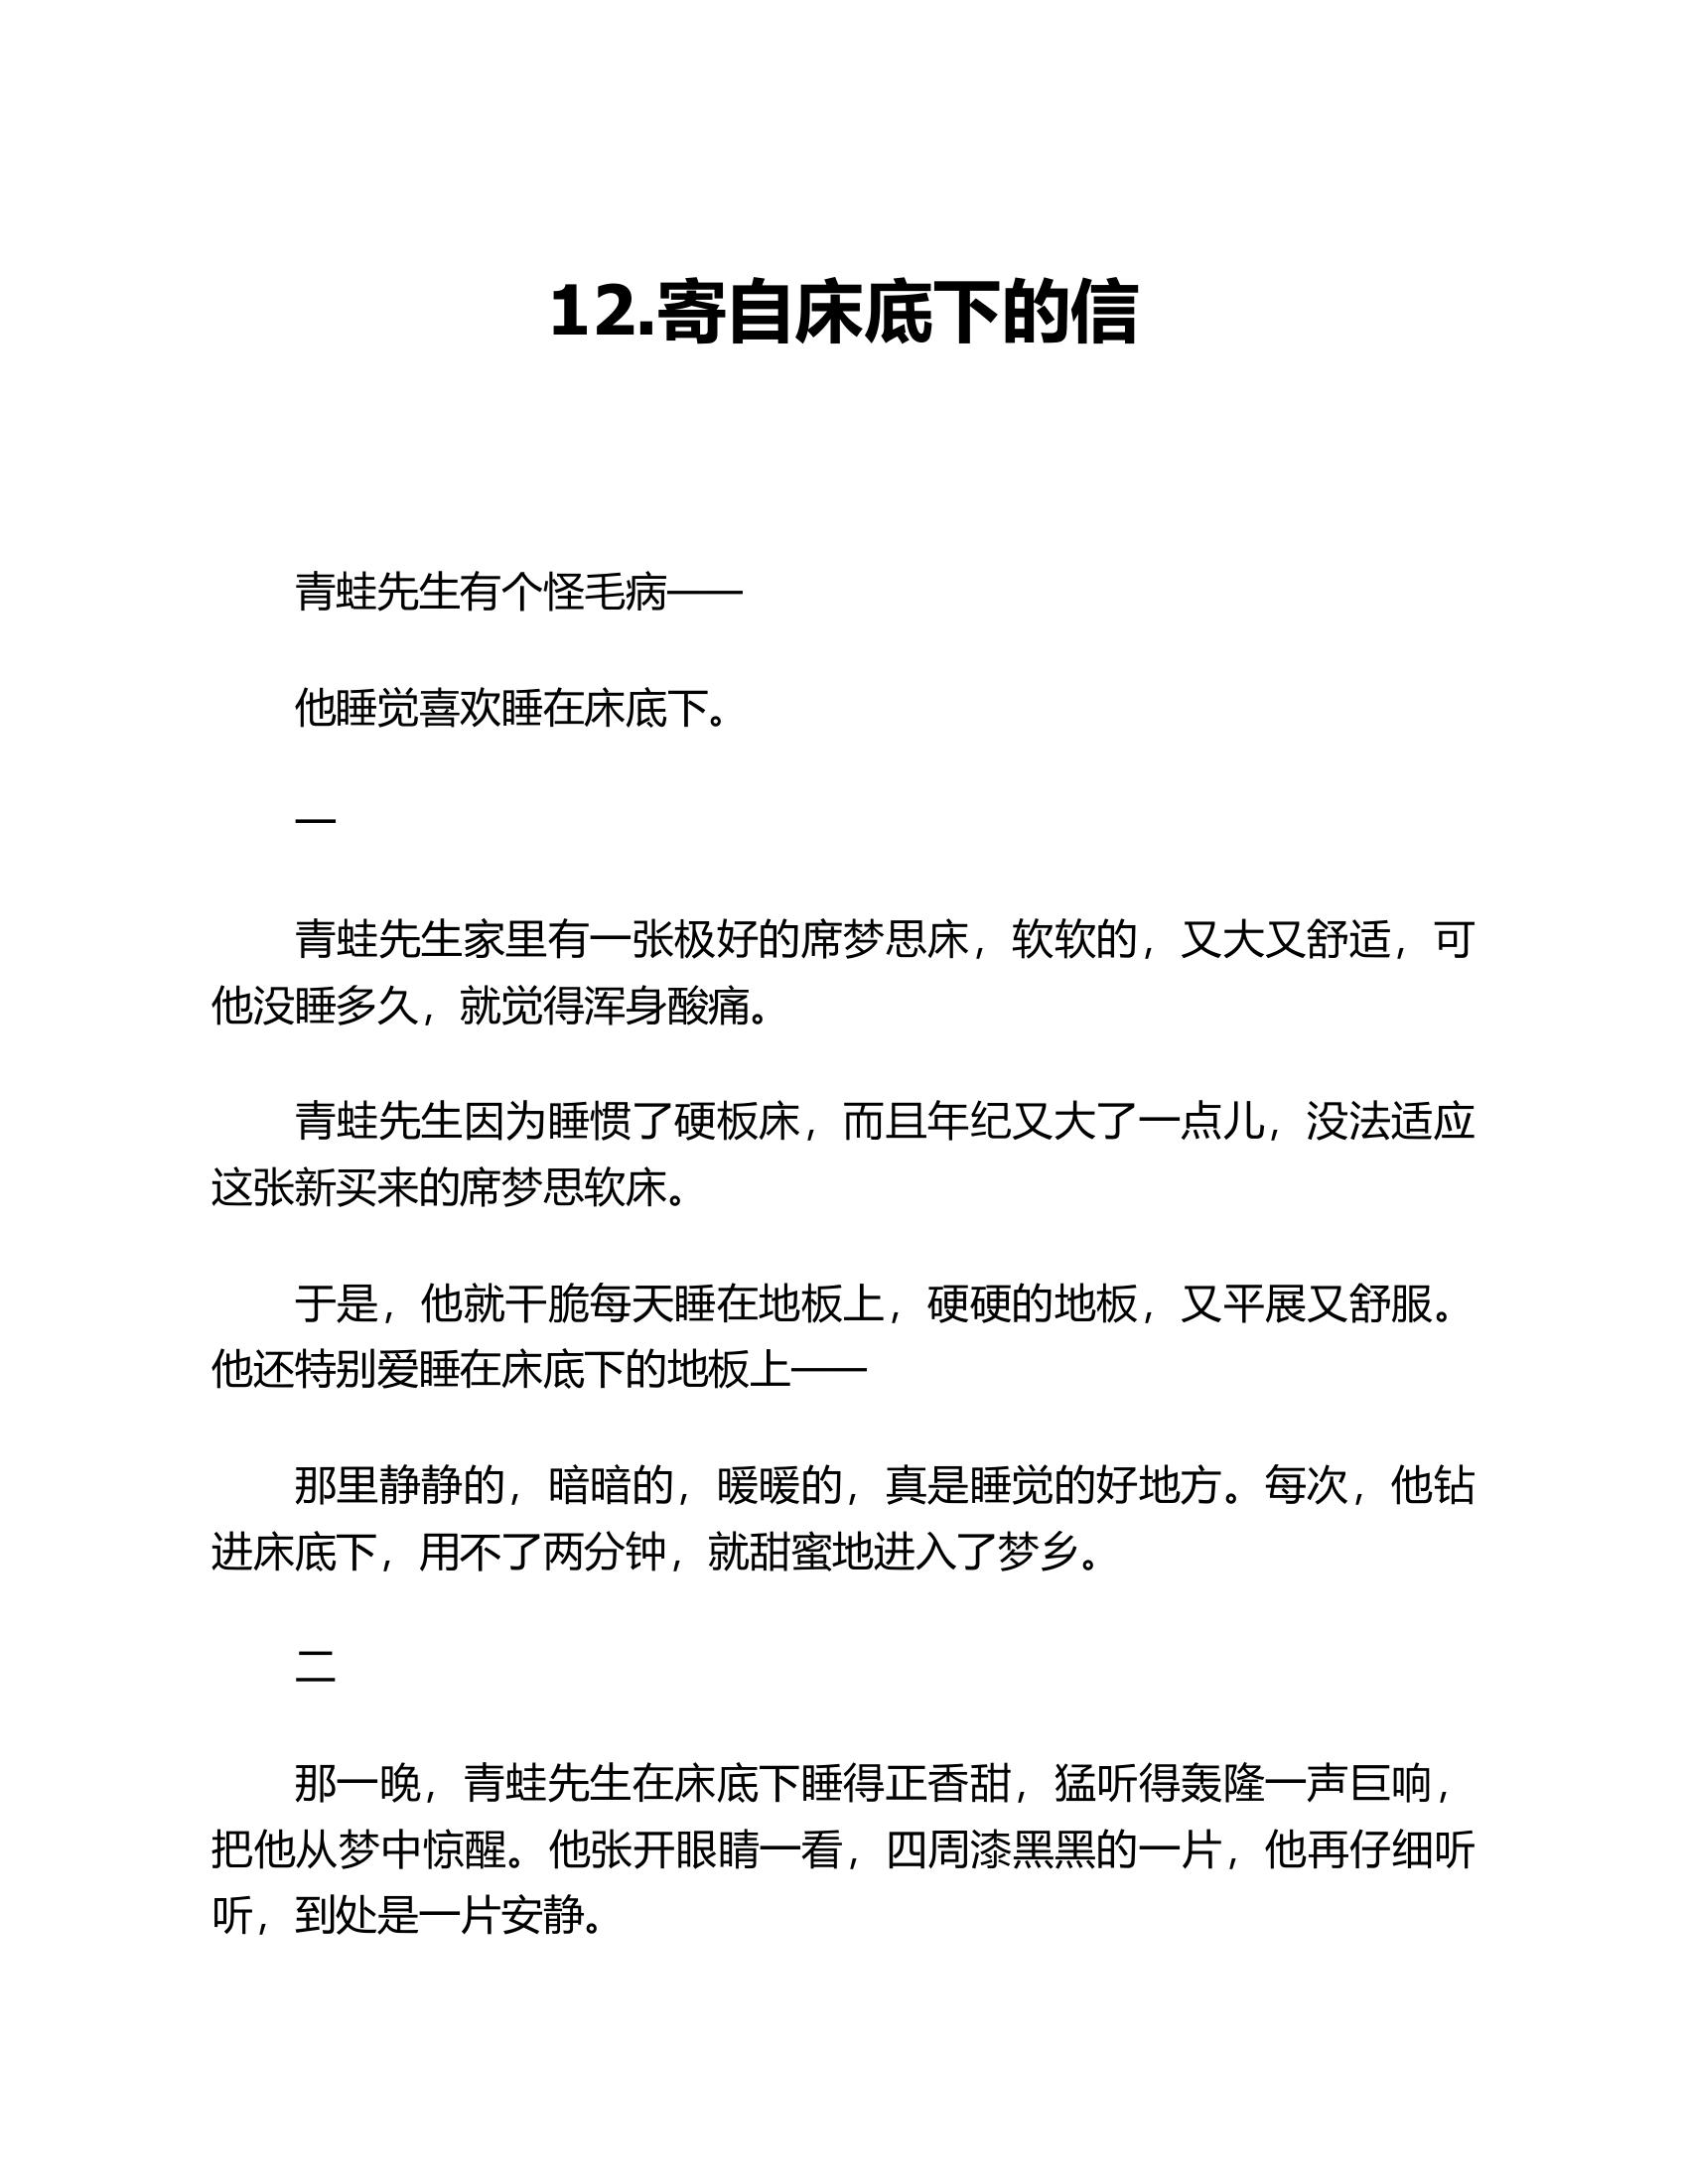 12.寄自床底下的信
青蛙先生有个怪毛病——
他睡觉喜欢睡在床底下。
一
青蛙先生家里有一张极好的席梦思床，软软的，又大又舒适，可
他没睡多久，就觉得浑身酸痛。
青蛙先生因为睡惯了硬板床，而且年纪又大了一点儿，没法适应
这张新买来的席梦思软床。
于是，他就干脆每天睡在地板上，硬硬的地板，又平展又舒服。
他还特别爱睡在床底下的地板上——
那里静静的，暗暗的，暖暖的，真是睡觉的好地方。每次，他钻
进床底下，用不了两分钟，就甜蜜地进入了梦乡。
二
那一晚，青蛙先生在床底下睡得正香甜，猛听得轰隆一声巨响，
把他从梦中惊醒。他张开眼睛一看，四周漆黑黑的一片，他再仔细听
听，到处是一片安静。